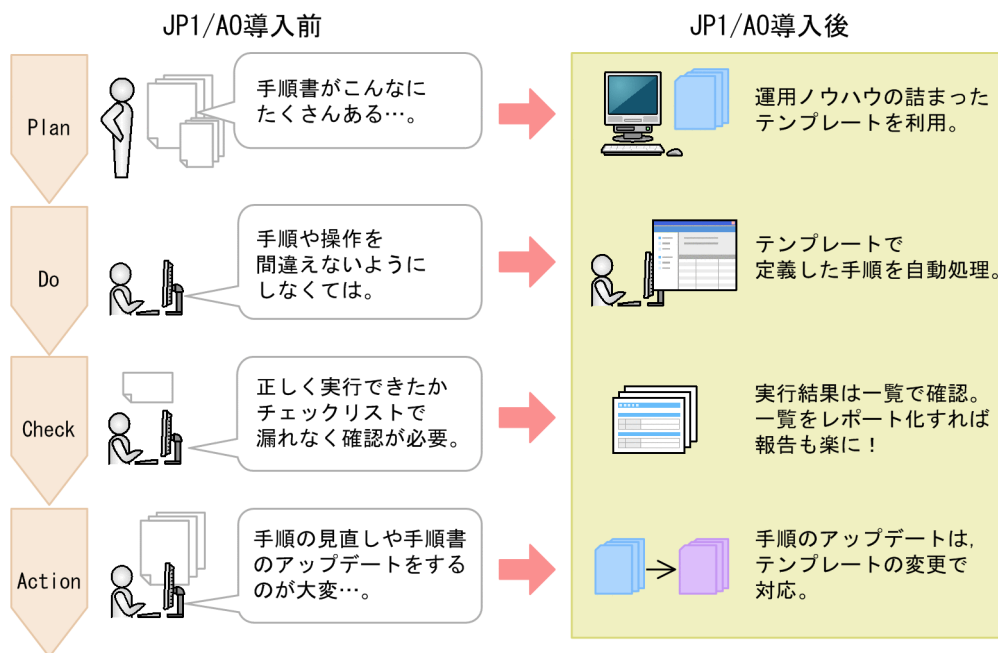 JP1/AO導入前
JP1/AO導入後
Plan
手順書がこんなに
たくさんある…。
運用ノウハウの詰まった
テンプレートを利用。
Do
手順や操作を
間違えないように
しなくては。
テンプレートで
定義した手順を自動処理。
Check
正しく実行できたか
チェックリストで
漏れなく確認が必要。
実行結果は一覧で確認。
一覧をレポート化すれば
報告も楽に！
Action
手順の見直しや手順書
のアップデートをする
のが大変…。
手順のアップデートは,
テンプレートの変更で
対応。